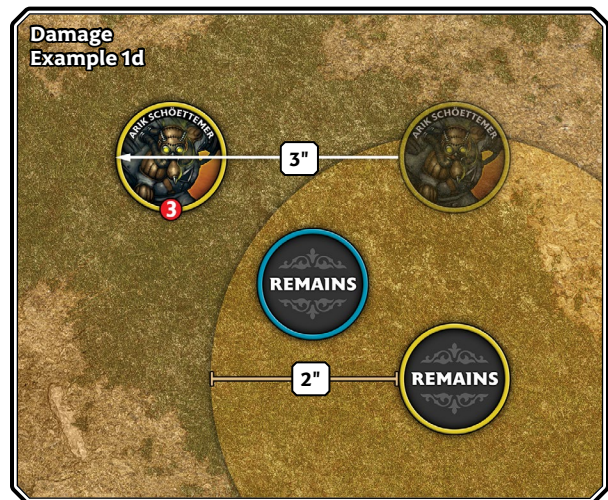 Damage
Example 1d
ARIK SCHÖETTEMER
ARIK SCHÖETTEMER
3"
3
REMAINS
2"
REMAINS